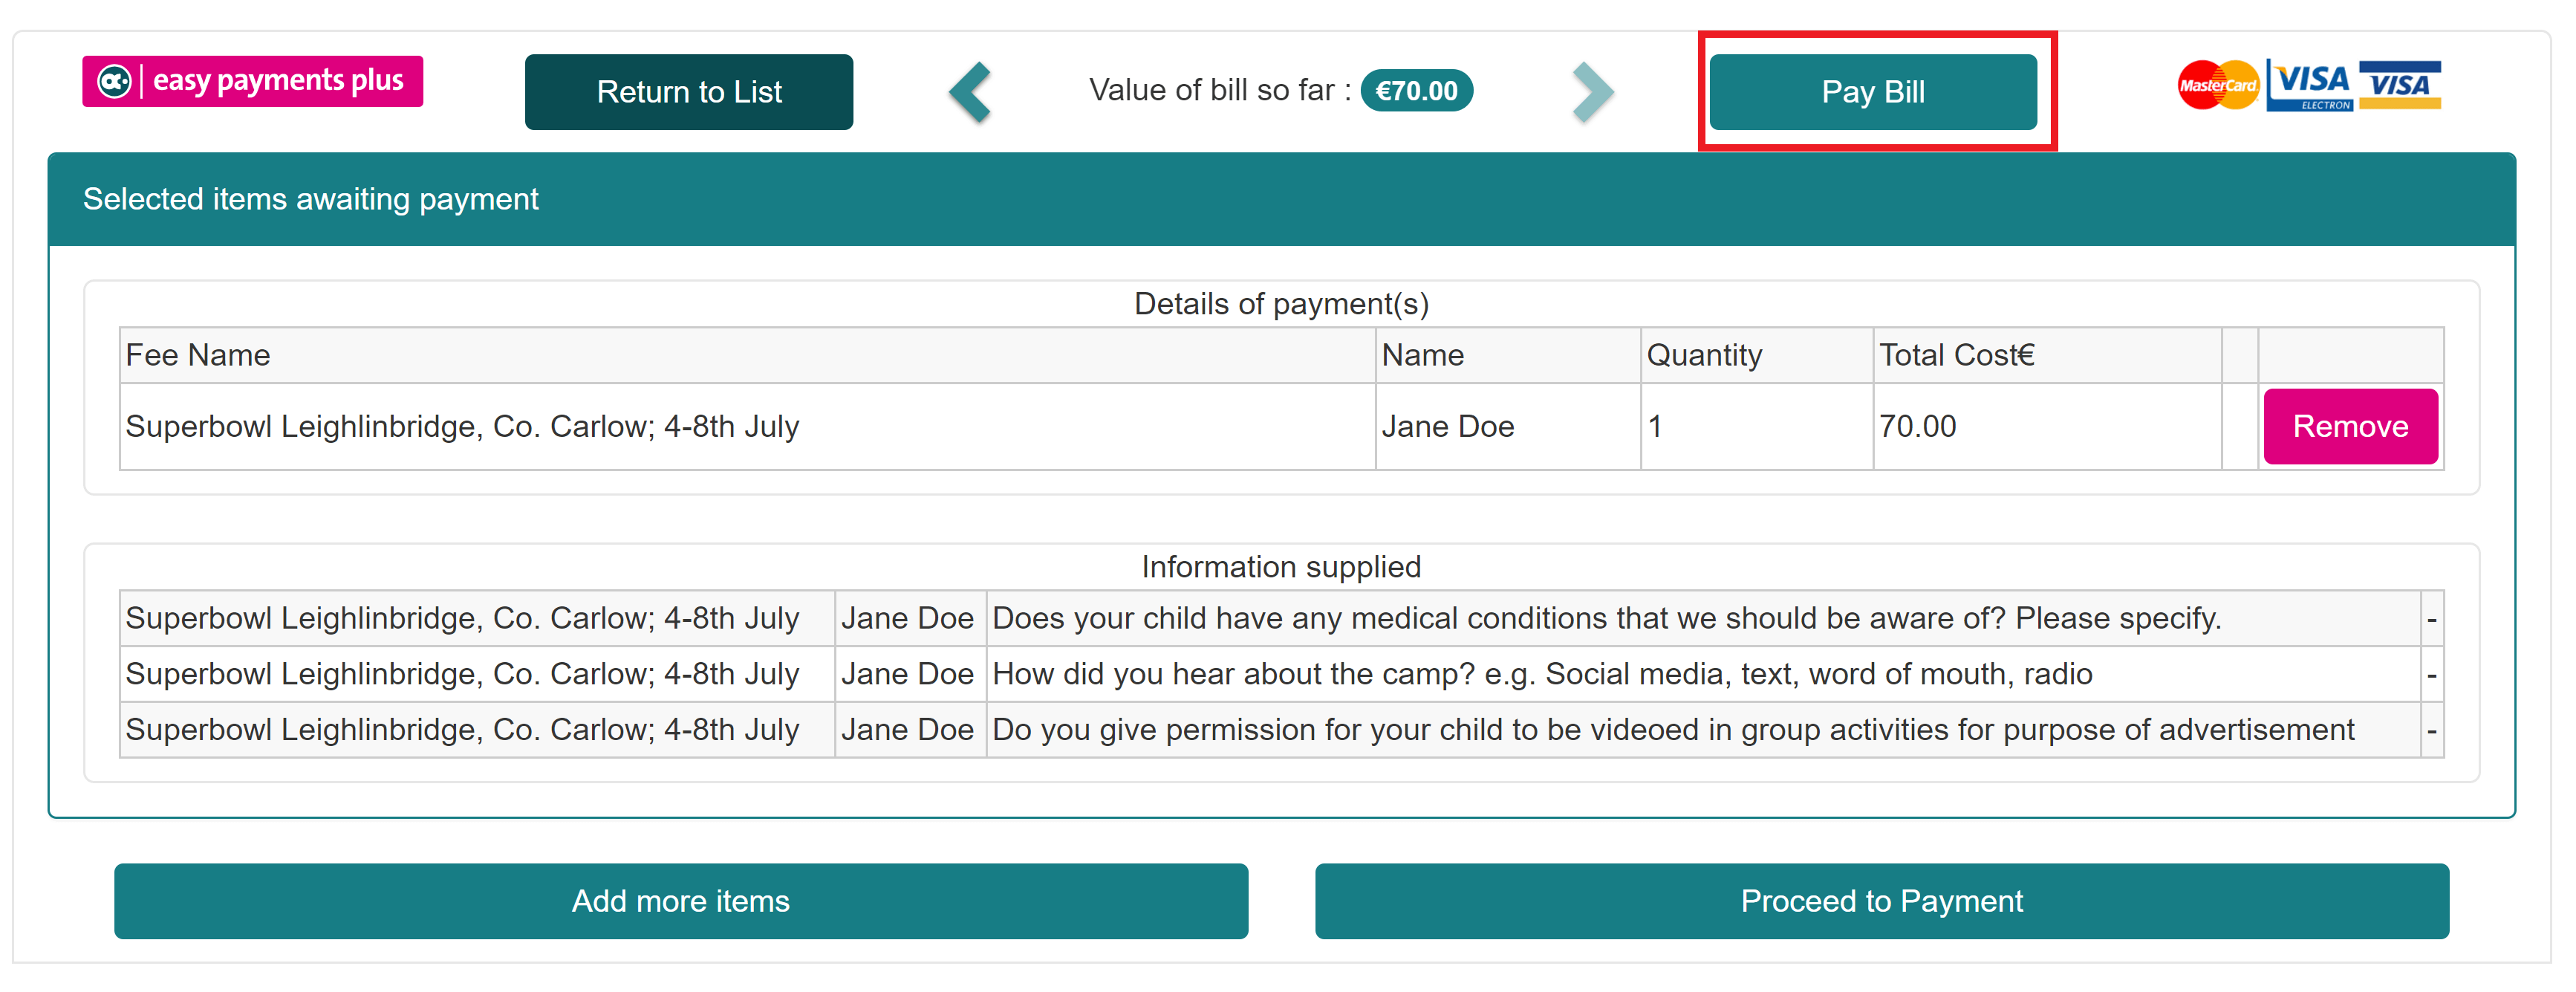 easy payments plus
Return to List
Value of bill so far : €70.00
Pay Bill
MasterCard
VISA
ELECTRON
VISA
Selected items awaiting payment
Details of payment(s)
Fee Name Name Quantity Total Cost€
Superbowl Leighlinbridge, Co. Carlow; 4-8th July Jane Doe 1 70.00 Remove
Information supplied
Superbowl Leighlinbridge, Co. Carlow; 4-8th July Jane Doe Does your child have any medical conditions that we should be aware of? Please specify. -
Superbowl Leighlinbridge, Co. Carlow; 4-8th July Jane Doe How did you hear about the camp? e.g. Social media, text, word of mouth, radio -
Superbowl Leighlinbridge, Co. Carlow; 4-8th July Jane Doe Do you give permission for your child to be videoed in group activities for purpose of advertisement -
Add more items
Proceed to Payment